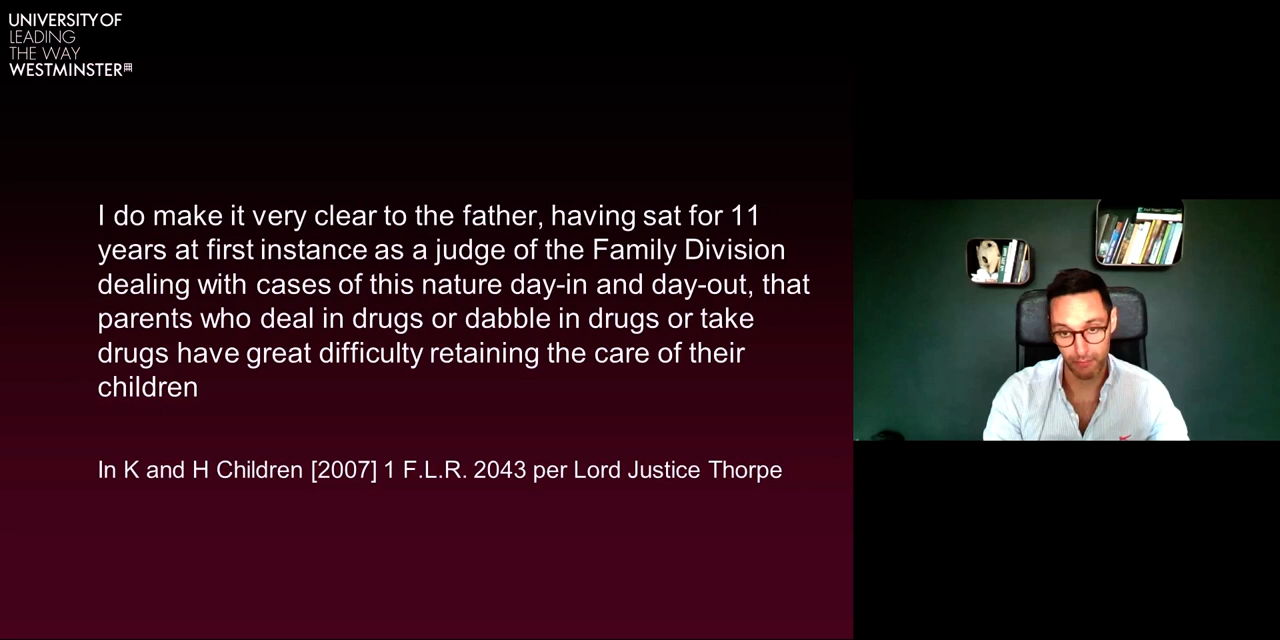 UNIVERSITY OF
LEADING
THE WAY
WESTMINSTER
I do make it very clear to the father, having sat for 11
years at first instance as a judge of the Family Division
dealing with cases of this nature day-in and day-out, that
parents who deal in drugs or dabble in drugs or take
drugs have great difficulty retaining the care of their
children
In K and H Children [2007] 1 F.L.R. 2043 per Lord Justice Thorpe